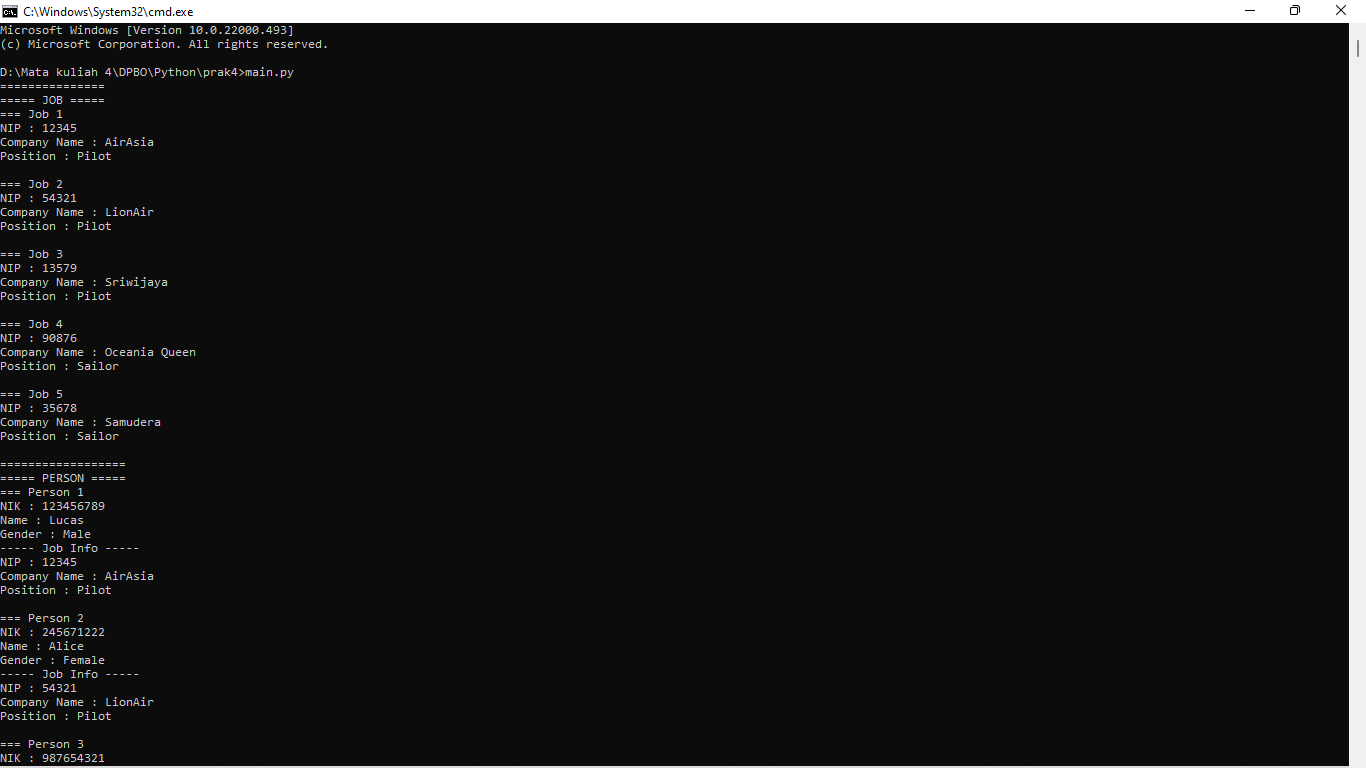 C:\Windows\System32\cmd.exe
Microsoft Windows [Version 10.0.22000.493]
(c) Microsoft Corporation. All rights reserved.
D:\Mata kuliah 4\DPBO\Python\prak4>main.py
===============
===== JOB =====
=== Job 1
NIP : 12345
Company Name : AirAsia
Position : Pilot
=== Job 2
NIP : 54321
Company Name : LionAir
Position : Pilot
=== Job 3
NIP : 13579
Company Name : Sriwijaya
Position : Pilot
=== Job 4
NIP : 90876
Company Name : Oceania Queen
Position : Sailor
=== Job 5
NIP : 35678
Company Name : Samudera
Position : Sailor
==================
===== PERSON =====
=== Person 1
NIK : 123456789
Name : Lucas
Gender : Male
----- Job Info -----
NIP : 12345
Company Name : AirAsia
Position : Pilot
=== Person 2
NIK : 245671222
Name : Alice
Gender : Female
----- Job Info -----
NIP : 54321
Company Name : LionAir
Position : Pilot
=== Person 3
NIK : 987654321